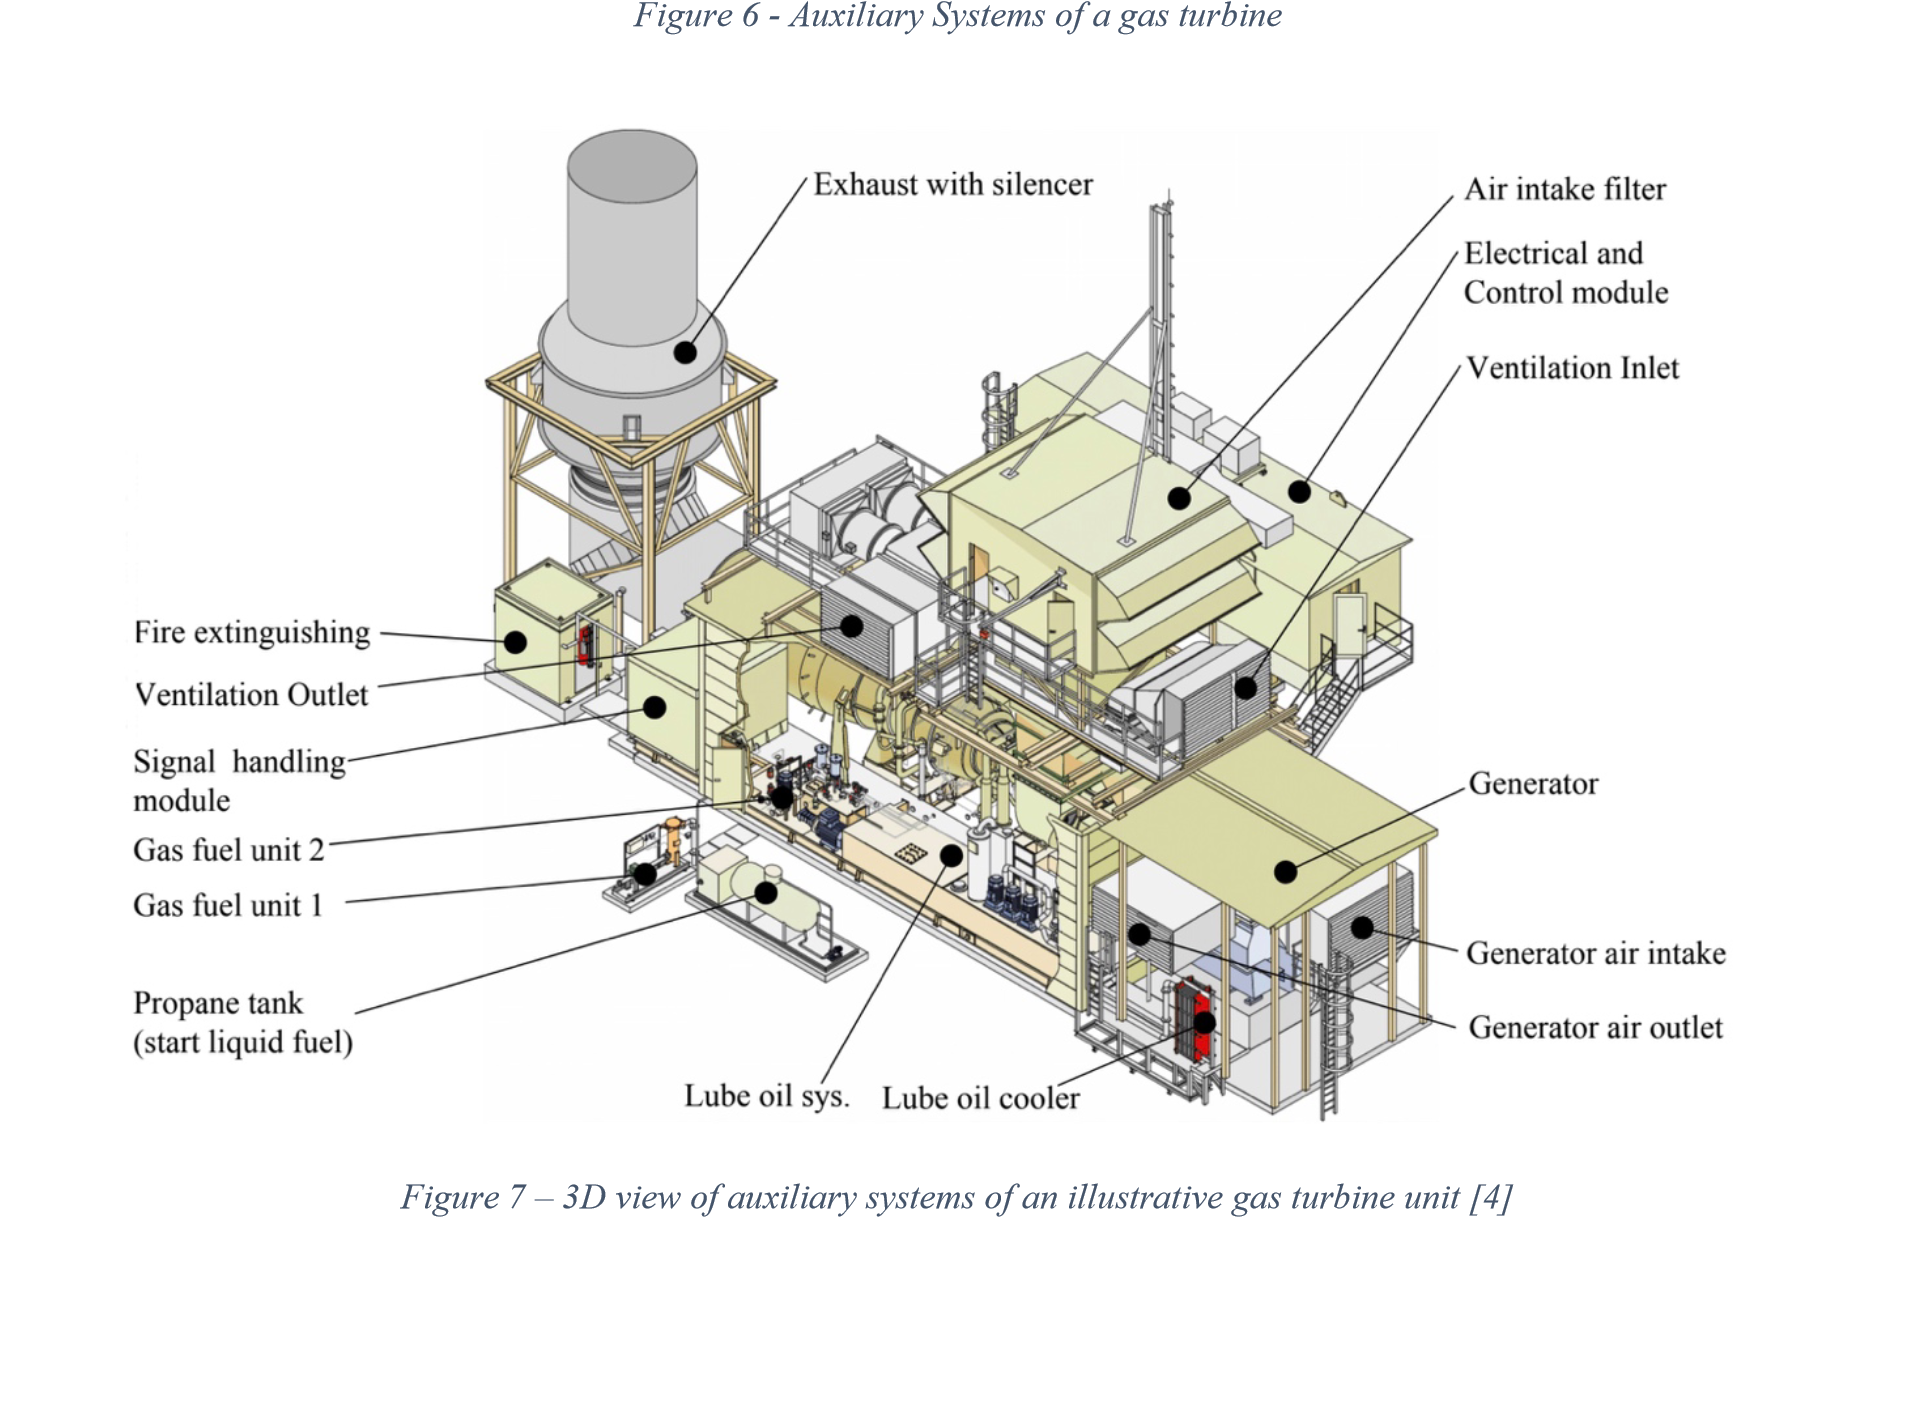 Figure 6 - Auxiliary Systems of a gas turbine
Exhaust with silencer
Air intake filter
Electrical and
Control module
Ventilation Inlet
Fire extinguishing
Ventilation Outlet
Signal handling
module
Gas fuel unit 2
Gas fuel unit 1
Propane tank
(start liquid fuel)
Lube oil sys.
Lube oil cooler
Generator
Generator air intake
Generator air outlet
Figure 7 – 3D view of auxiliary systems of an illustrative gas turbine unit [4]